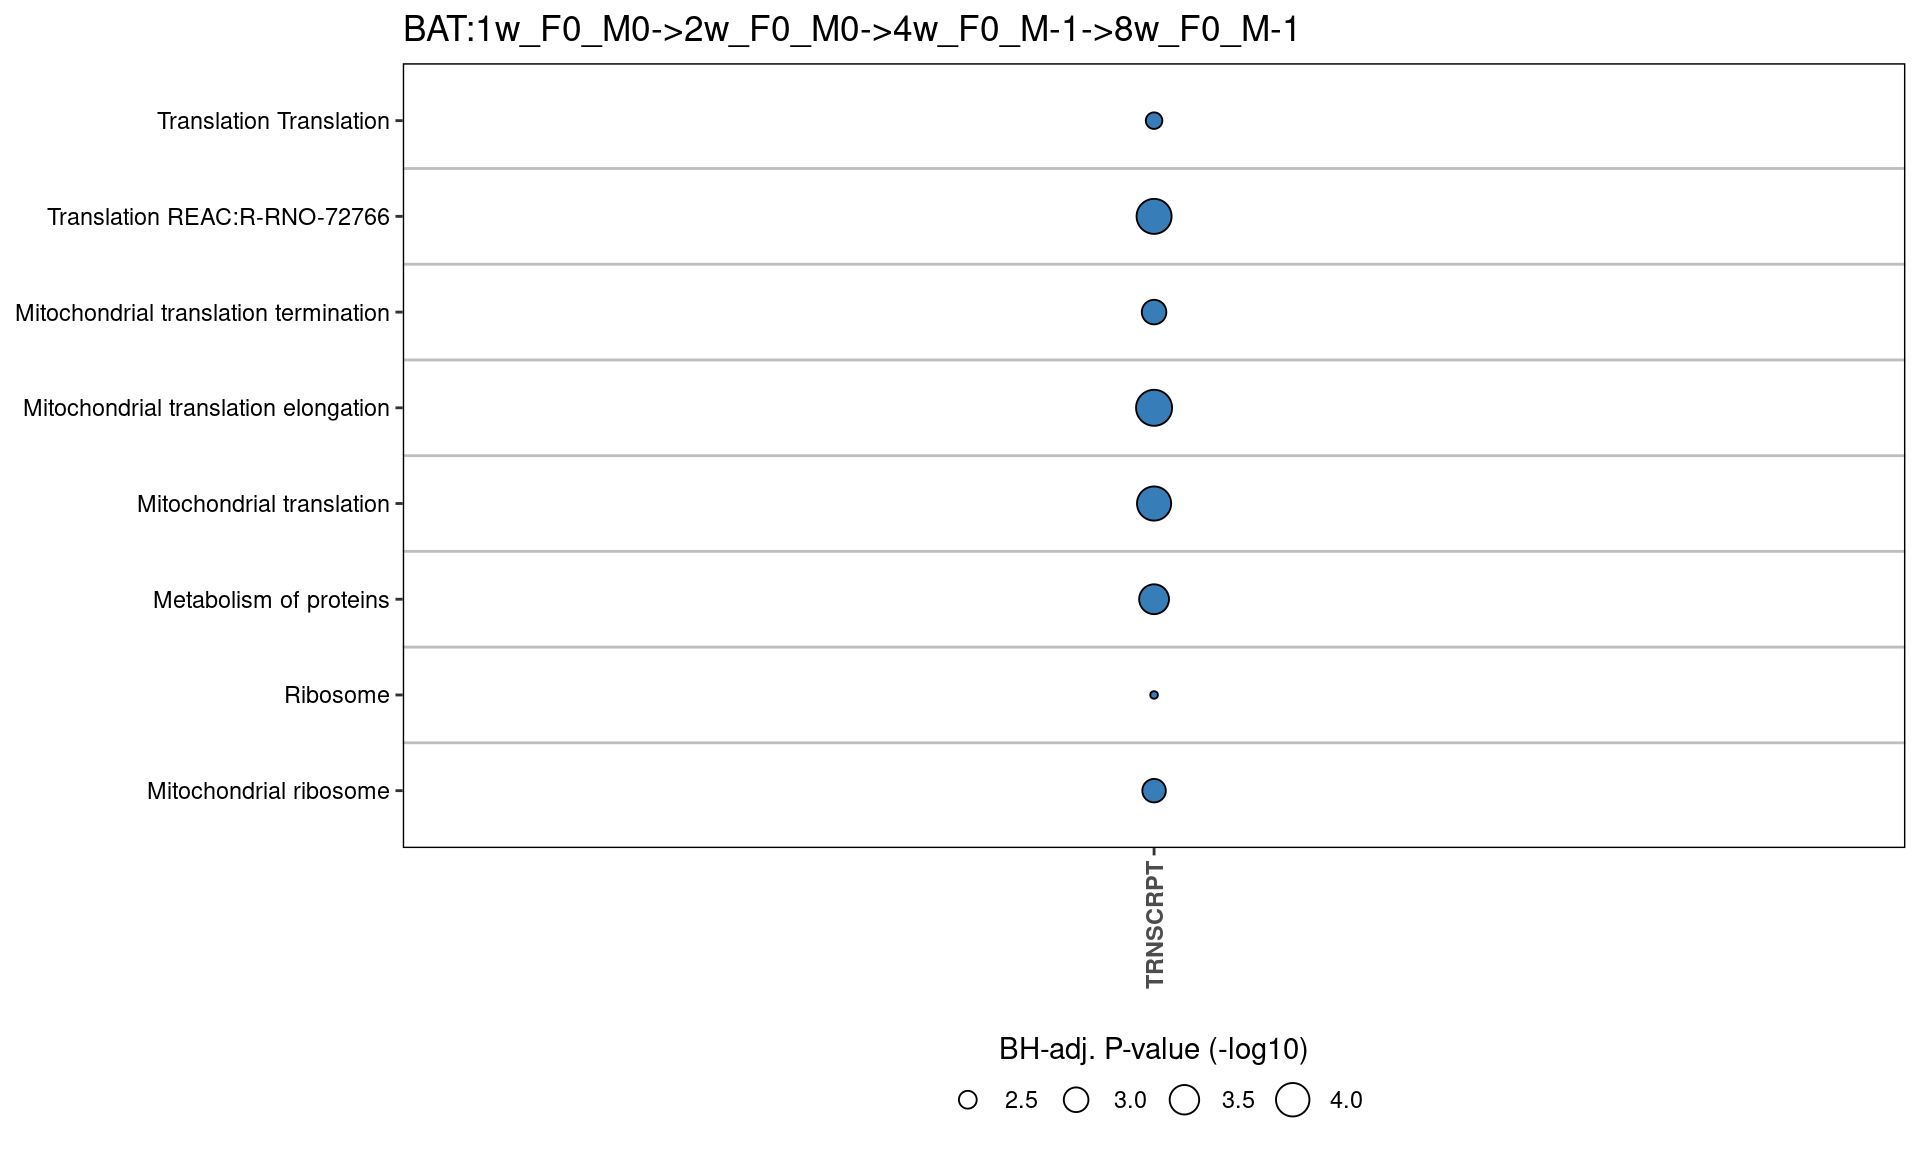 BAT:1w_F0_M0->2w_F0_M0->4w_F0_M-1->8w_F0_M-1
Translation Translation
Translation REAC:R-RNO-72766
Mitochondrial translation termination
Mitochondrial translation elongation
Mitochondrial translation
Metabolism of proteins
Ribosome
Mitochondrial ribosome
TRNSCRPT
BH-adj. P-value (-log10)
2.5 3.0 3.5 4.0